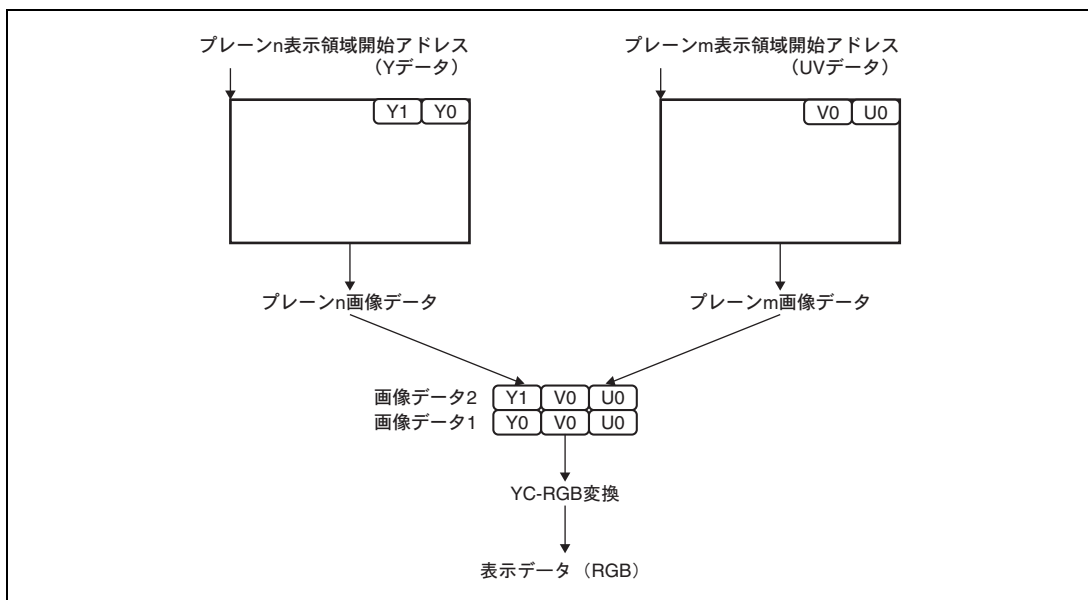 プレーンn表示領域開始アドレス
（Yデータ）
プレーンm表示領域開始アドレス
（UVデータ）
Y1 Y0
V0 U0
プレーンn画像データ
プレーンm画像データ
画像データ2 Y1 V0 U0
画像データ1 Y0 V0 U0
YC-RGB変換
表示データ（RGB）